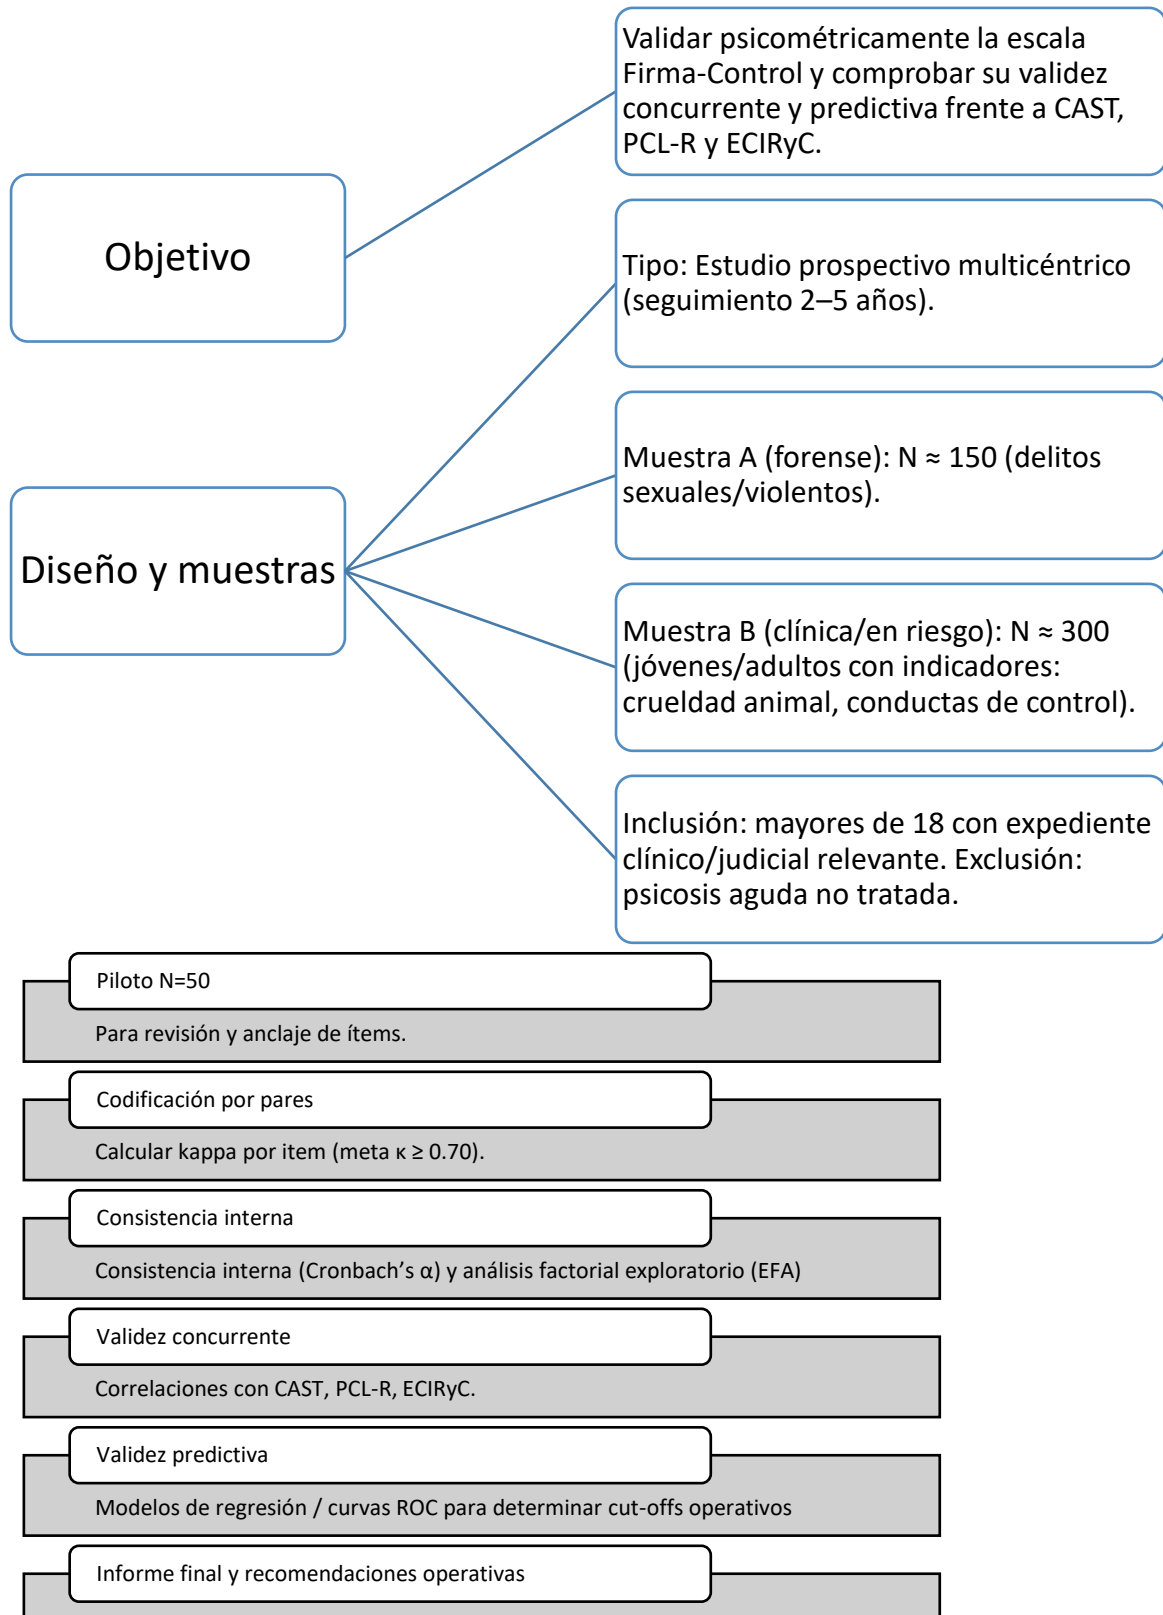 Objetivo
Validar psicométricamente la escala
Firma-Control y comprobar su validez
concurrente y predictiva frente a CAST,
PCL-R y ECIRyC.
Diseño y muestras
Tipo: Estudio prospectivo multicéntrico
(seguimiento 2–5 años).
Muestra A (forense): N ≈ 150 (delitos
sexuales/violentos).
Muestra B (clínica/en riesgo): N ≈ 300
(jóvenes/adultos con indicadores:
crueldad animal, conductas de control).
Inclusión: mayores de 18 con expediente
clínico/judicial relevante. Exclusión:
psicosis aguda no tratada.
Piloto N=50
Para revisión y anclaje de ítems.
Codificación por pares
Calcular kappa por item (meta κ ≥ 0.70).
Consistencia interna
Consistencia interna (Cronbach's α) y análisis factorial exploratorio (EFA)
Validez concurrente
Correlaciones con CAST, PCL-R, ECIRyC.
Validez predictiva
Modelos de regresión / curvas ROC para determinar cut-offs operativos
Informe final y recomendaciones operativas